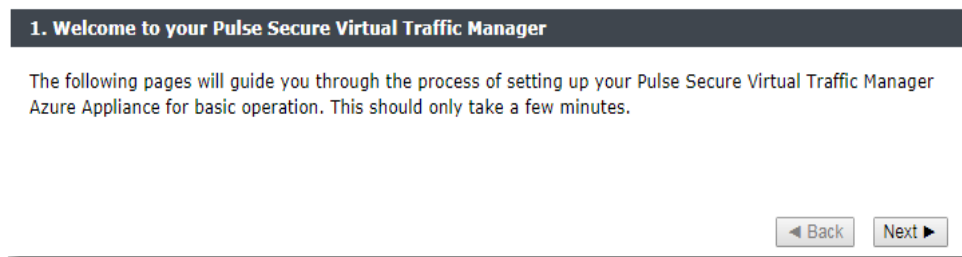 1. Welcome to your Pulse Secure Virtual Traffic Manager
The following pages will guide you through the process of setting up your Pulse Secure Virtual Traffic Manager
Azure Appliance for basic operation. This should only take a few minutes.
◄ Back Next ►